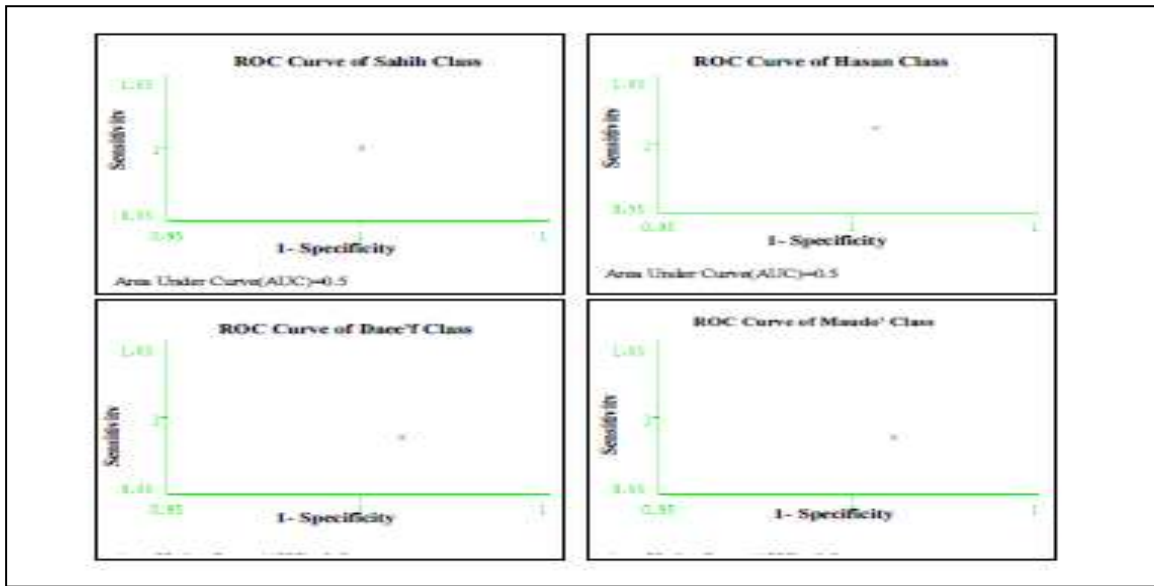 ROC Curve of Sahih Class
1.05
Sensitivity
1
0.95
0.95
1
1
1- Specificity
Area Under Curve(AUC)=0.5
ROC Curve of Hasan Class
1.05
Sensitivity
1
0.95
0.95
1
1
1- Specificity
Area Under Curve(AUC)=0.5
ROC Curve of Daee'f Class
1.05
Sensitivity
1
0.95
0.95
1
1- Specificity
ROC Curve of Maudo' Class
1.05
Sensitivity
1
0.95
0.95
1
1
1- Specificity